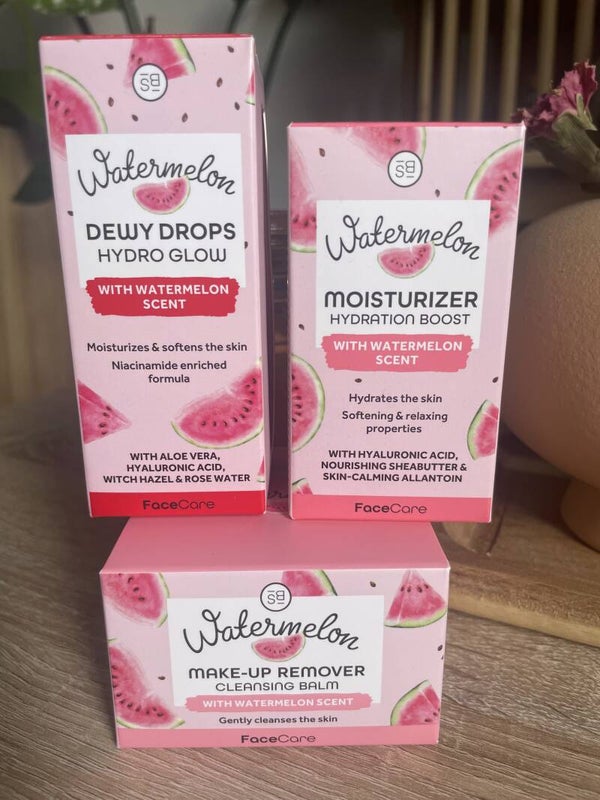 BS
Watermelon
DEWY DROPS
HYDRO GLOW
WITH WATERMELON
SCENT
Moisturizes & softens the skin
Niacinamide enriched
formula
WITH ALOE VERA,
HYALURONIC ACID,
WITCH HAZEL & ROSE WATER
FaceCare
BS
Watermelon
MOISTURIZER
HYDRATION BOOST
WITH WATERMELON
SCENT
Hydrates the skin
Softening & relaxing
properties
WITH HYALURONIC ACID,
NOURISHING SHEABUTTER &
SKIN-CALMING ALLANTOIN
FaceCare
BS
Watermelon
MAKE-UP REMOVER
CLEANSING BALM
WITH WATERMELON SCENT
Gently cleanses the skin
FaceCare